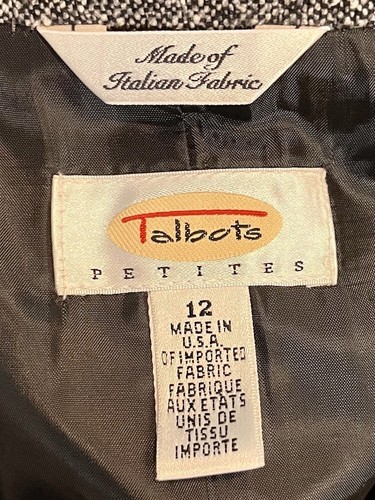 Made of
Italian Fabric
Talbots
PETITES
12
MADE IN
U.S.A.
OF IMPORTED
FABRIC
FABRIQUE
AUX ETATS
UNIS DE
TISSU
IMPORTE